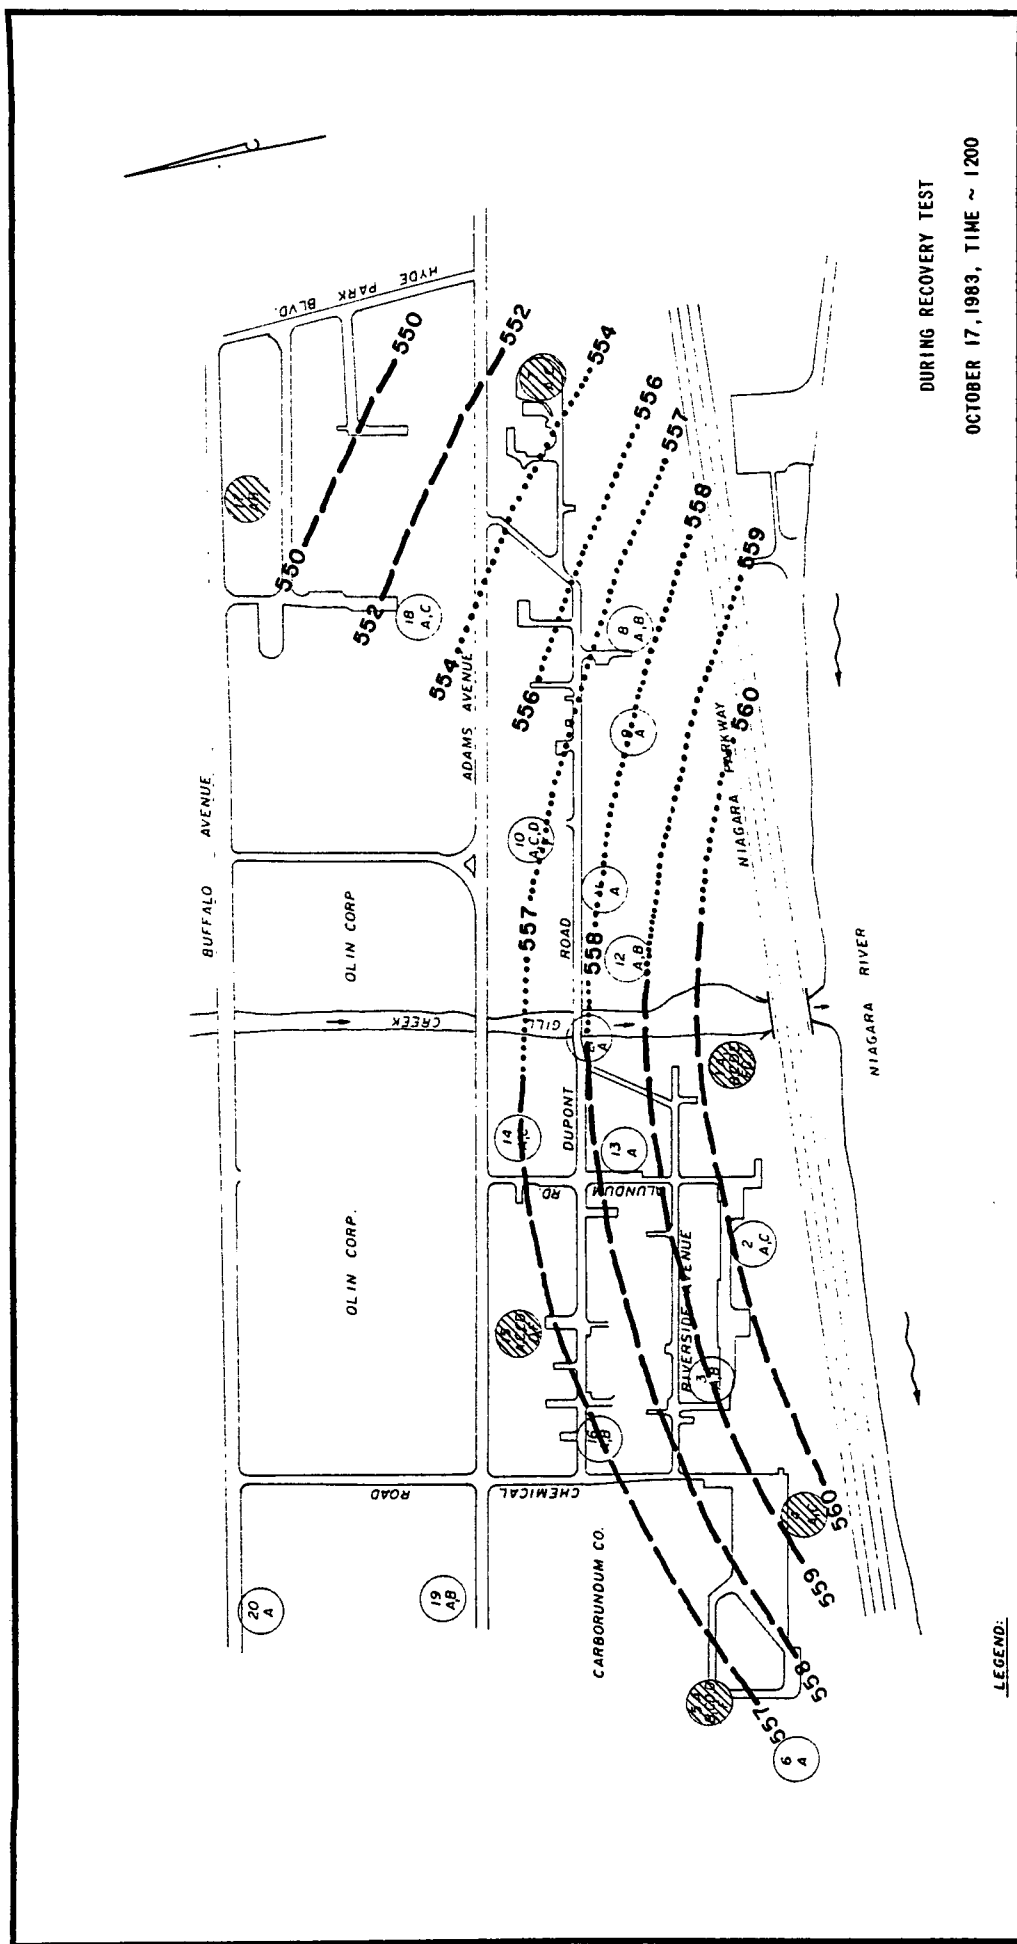 HYDE
PARK
BLVD.
550
550
552
552
554
554
556
556
557
557
557
558
558
558
559
559
560
560
BUFFALO AVENUE
ADAMS AVENUE
18
A,C
8
A,B
9
A
10
A,C,D
A
12
A,B
OLIN CORP
ROAD
NIAGARA PARKWAY
NIAGARA RIVER
GILL
CREEK
A
14
A,C
13
A
DUPONT
ALUNDUM
RD.
OLIN CORP.
2
A,C
RIVERSIDE AVENUE
3
A,B
16
A,B
CHEMICAL
ROAD
CARBORUNDUM CO.
20
A
19
A,B
6
A
DURING RECOVERY TEST
OCTOBER 17, 1983, TIME ~ 1200
LEGEND: